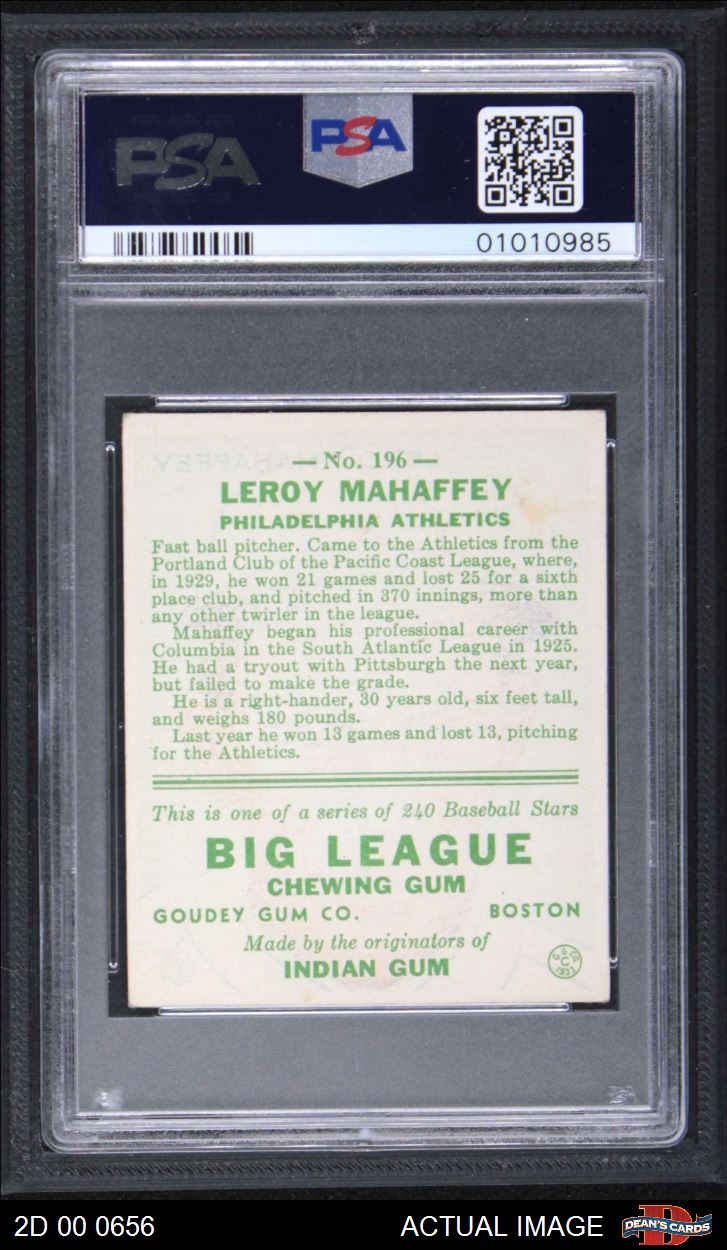 PSA
PSA
01010985
— No. 196 —
LEROY MAHAFFEY
PHILADELPHIA ATHLETICS
Fast ball pitcher. Came to the Athletics from the
Portland Club of the Pacific Coast League, where,
in 1929, he won 21 games and lost 25 for a sixth
place club, and pitched in 370 innings, more than
any other twirler in the league.
Mahaffey began his professional career with
Columbia in the South Atlantic League in 1925.
He had a tryout with Pittsburgh the next year,
but failed to make the grade.
He is a right-hander, 30 years old, six feet tall,
and weighs 180 pounds.
Last year he won 13 games and lost 13, pitching
for the Athletics.
This is one of a series of 240 Baseball Stars
BIG LEAGUE
CHEWING GUM
GOUDEY GUM CO. BOSTON
Made by the originators of
INDIAN GUM
G. G. CO.
C
1933
2D 00 0656
ACTUAL IMAGE
DEAN'S CARDS